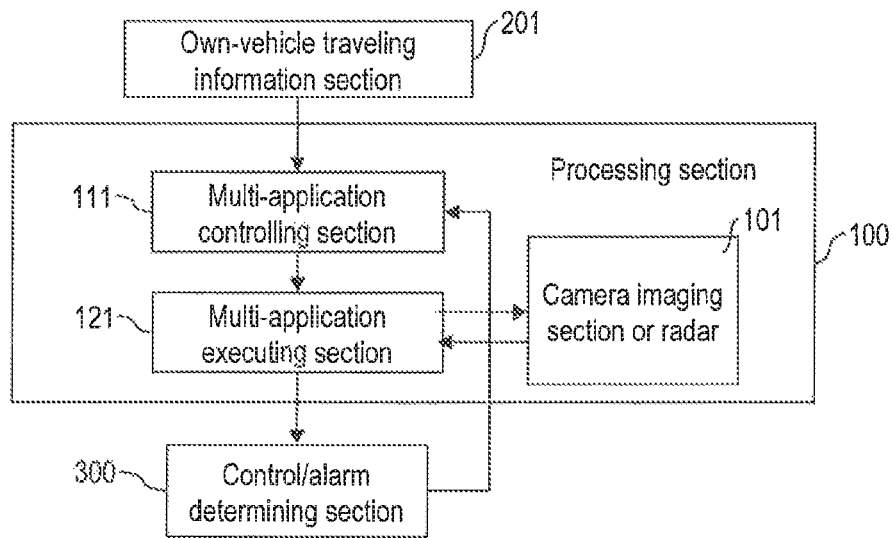 Own-vehicle traveling
information section
201
Processing section
111
Multi-application
controlling section
101
100
Camera imaging
section or radar
121
Multi-application
executing section
300
Control/alarm
determining section